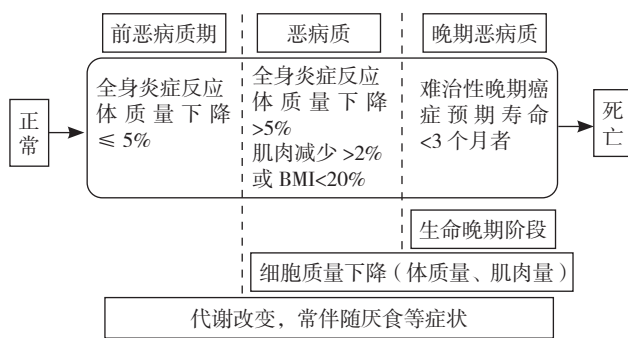 前恶病质期
恶病质
晚期恶病质
正常
全身炎症反应
体质量下降
≤ 5%
全身炎症反应
体质量下降
>5%
肌肉减少 >2%
或 BMI<20%
难治性晚期癌
症预期寿命
<3 个月者
死亡
生命晚期阶段
细胞质量下降（体质量、肌肉量）
代谢改变，常伴随厌食等症状